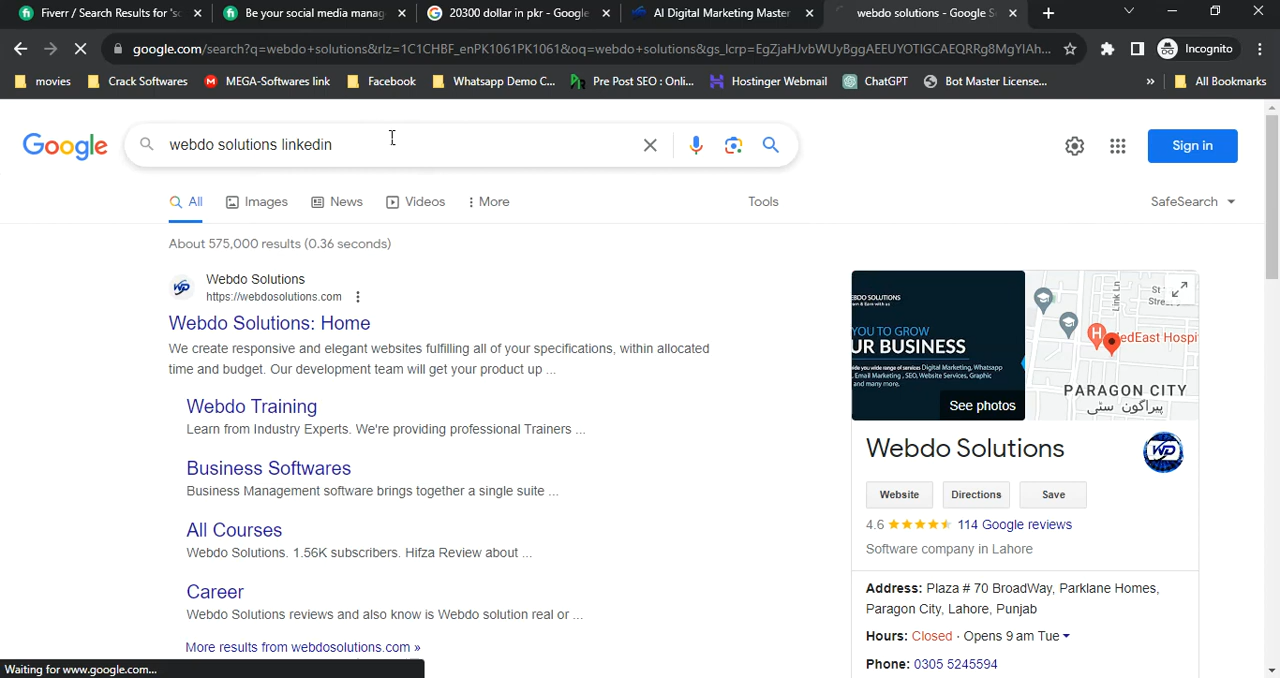 Fiverr / Search Results for 'sc
Be your social media manag
20300 dollar in pkr - Google
AI Digital Marketing Master
webdo solutions - Google S
google.com/search?q=webdo+solutions&rlz=1C1CHBF_enPK1061PK1061&oq=webdo+solutions&gs_lcrp=EgZjaHJvbWUyBggAEEUYOTIGCAEQRRg8MgYIAh...
Incognito
movies
Crack Softwares
MEGA-Softwares link
Facebook
Whatsapp Demo C...
Pre Post SEO : Onli...
Hostinger Webmail
ChatGPT
Bot Master License...
»
All Bookmarks
Google
webdo solutions linkedin
Sign in
All
Images
News
Videos
More
Tools
SafeSearch
About 575,000 results (0.36 seconds)
Webdo Solutions
https://webdosolutions.com
Webdo Solutions: Home
We create responsive and elegant websites fulfilling all of your specifications, within allocated
time and budget. Our development team will get your product up ...
Webdo Training
Learn from Industry Experts. We're providing professional Trainers ...
Business Softwares
Business Management software brings together a single suite ...
All Courses
Webdo Solutions. 1.56K subscribers. Hifza Review about ...
Career
Webdo Solutions reviews and also know is Webdo solution real or ...
More results from webdosolutions.com »
Waiting for www.google.com...
EBDO SOLUTIONS
YOU TO GROW
UR BUSINESS
See photos
Link Ln
St
Stree
H
edEast Hospi
PARAGON CITY
پیراگون سٹی
Webdo Solutions
Website
Directions
Save
4.6
114 Google reviews
Software company in Lahore
Address: Plaza # 70 BroadWay, Parklane Homes,
Paragon City, Lahore, Punjab
Hours: Closed · Opens 9 am Tue
Phone: 0305 5245594